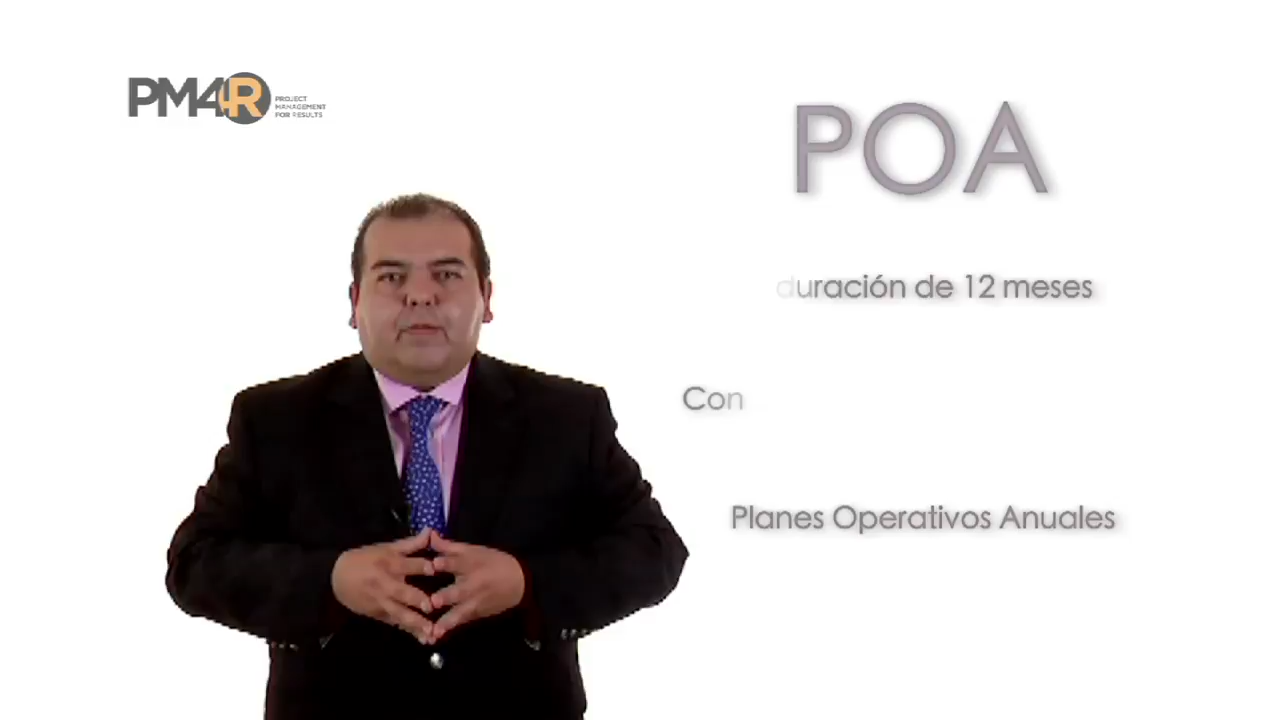 PM4R
PROJECT
MANAGEMENT
FOR RESULTS
POA
duración de 12 meses
Con
Planes Operativos Anuales